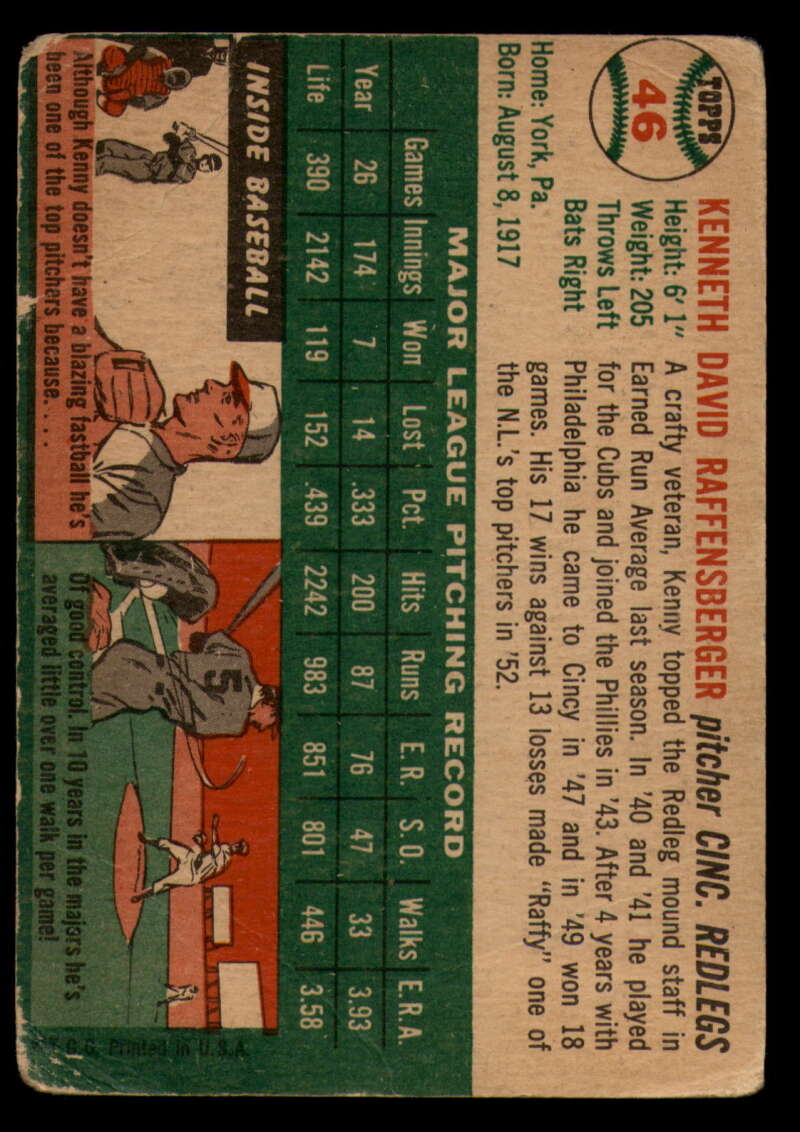 TOPPS
46
KENNETH DAVID RAFFENSBERGER pitcher CINC. REDLEGS
Height: 6' 1"
Weight: 205
Throws Left
Bats Right
Home: York, Pa.
Born: August 8, 1917
A crafty veteran, Kenny topped the Redleg mound staff in
Earned Run Average last season. In '40 and '41 he played
for the Cubs and joined the Phillies in '43. After 4 years with
Philadelphia he came to Cincy in '47 and in '49 won 18
games. His 17 wins against 13 losses made "Raffy" one of
the N.L.'s top pitchers in '52.
MAJOR LEAGUE PITCHING RECORD
Games Innings Won Lost Pct. Hits Runs E.R. S.O. Walks E.R.A.
Year 26 174 7 14 .333 200 87 76 47 33 3.93
Life 390 2142 119 152 .439 2242 983 851 801 446 3.58
INSIDE BASEBALL
Although Kenny doesn't have a blazing fastball he's
been one of the top pitchers because. . . .
5
Of good control. In 10 years in the majors he's
averaged little over one walk per game!
T.C.G. Printed in U.S.A.